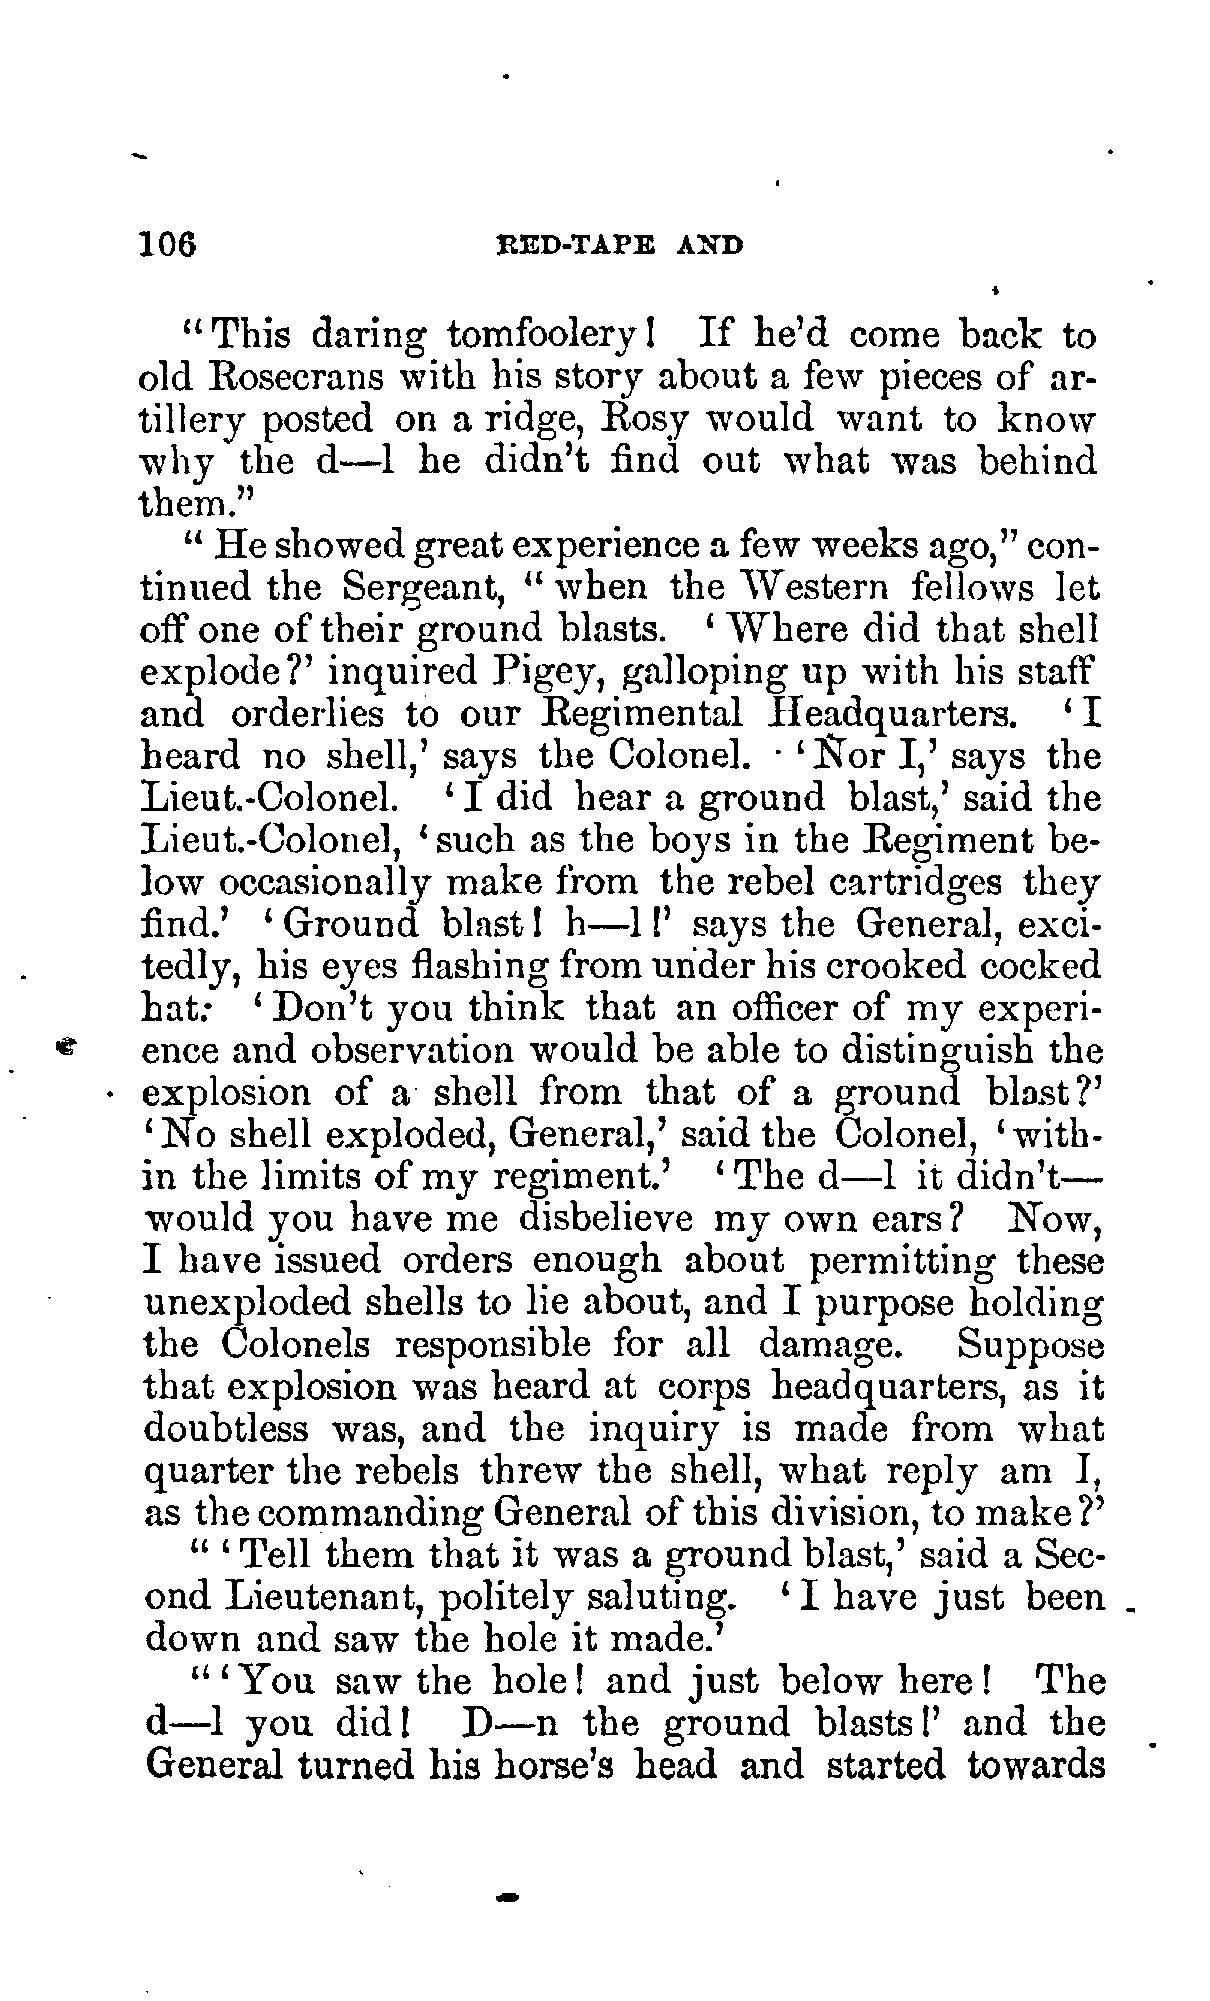 106 RED-TAPE AND
"This daring tomfoolery! If he'd come back to
old Rosecrans with his story about a few pieces of ar-
tillery posted on a ridge, Rosy would want to know
why the d—l he didn't find out what was behind
them."
"He showed great experience a few weeks ago," con-
tinued the Sergeant, "when the Western fellows let
off one of their ground blasts. 'Where did that shell
explode?' inquired Pigey, galloping up with his staff
and orderlies to our Regimental Headquarters. 'I
heard no shell,' says the Colonel. 'Nor I,' says the
Lieut.-Colonel. 'I did hear a ground blast,' said the
Lieut.-Colonel, 'such as the boys in the Regiment be-
low occasionally make from the rebel cartridges they
find.' 'Ground blast! h—l!' says the General, exci-
tedly, his eyes flashing from under his crooked cocked
hat: 'Don't you think that an officer of my experi-
ence and observation would be able to distinguish the
explosion of a shell from that of a ground blast?'
'No shell exploded, General,' said the Colonel, 'with-
in the limits of my regiment.' 'The d—l it didn't—
would you have me disbelieve my own ears? Now,
I have issued orders enough about permitting these
unexploded shells to lie about, and I purpose holding
the Colonels responsible for all damage. Suppose
that explosion was heard at corps headquarters, as it
doubtless was, and the inquiry is made from what
quarter the rebels threw the shell, what reply am I,
as the commanding General of this division, to make?'
"'Tell them that it was a ground blast,' said a Sec-
ond Lieutenant, politely saluting. 'I have just been
down and saw the hole it made.'
"'You saw the hole! and just below here! The
d—l you did! D—n the ground blasts!' and the
General turned his horse's head and started towards